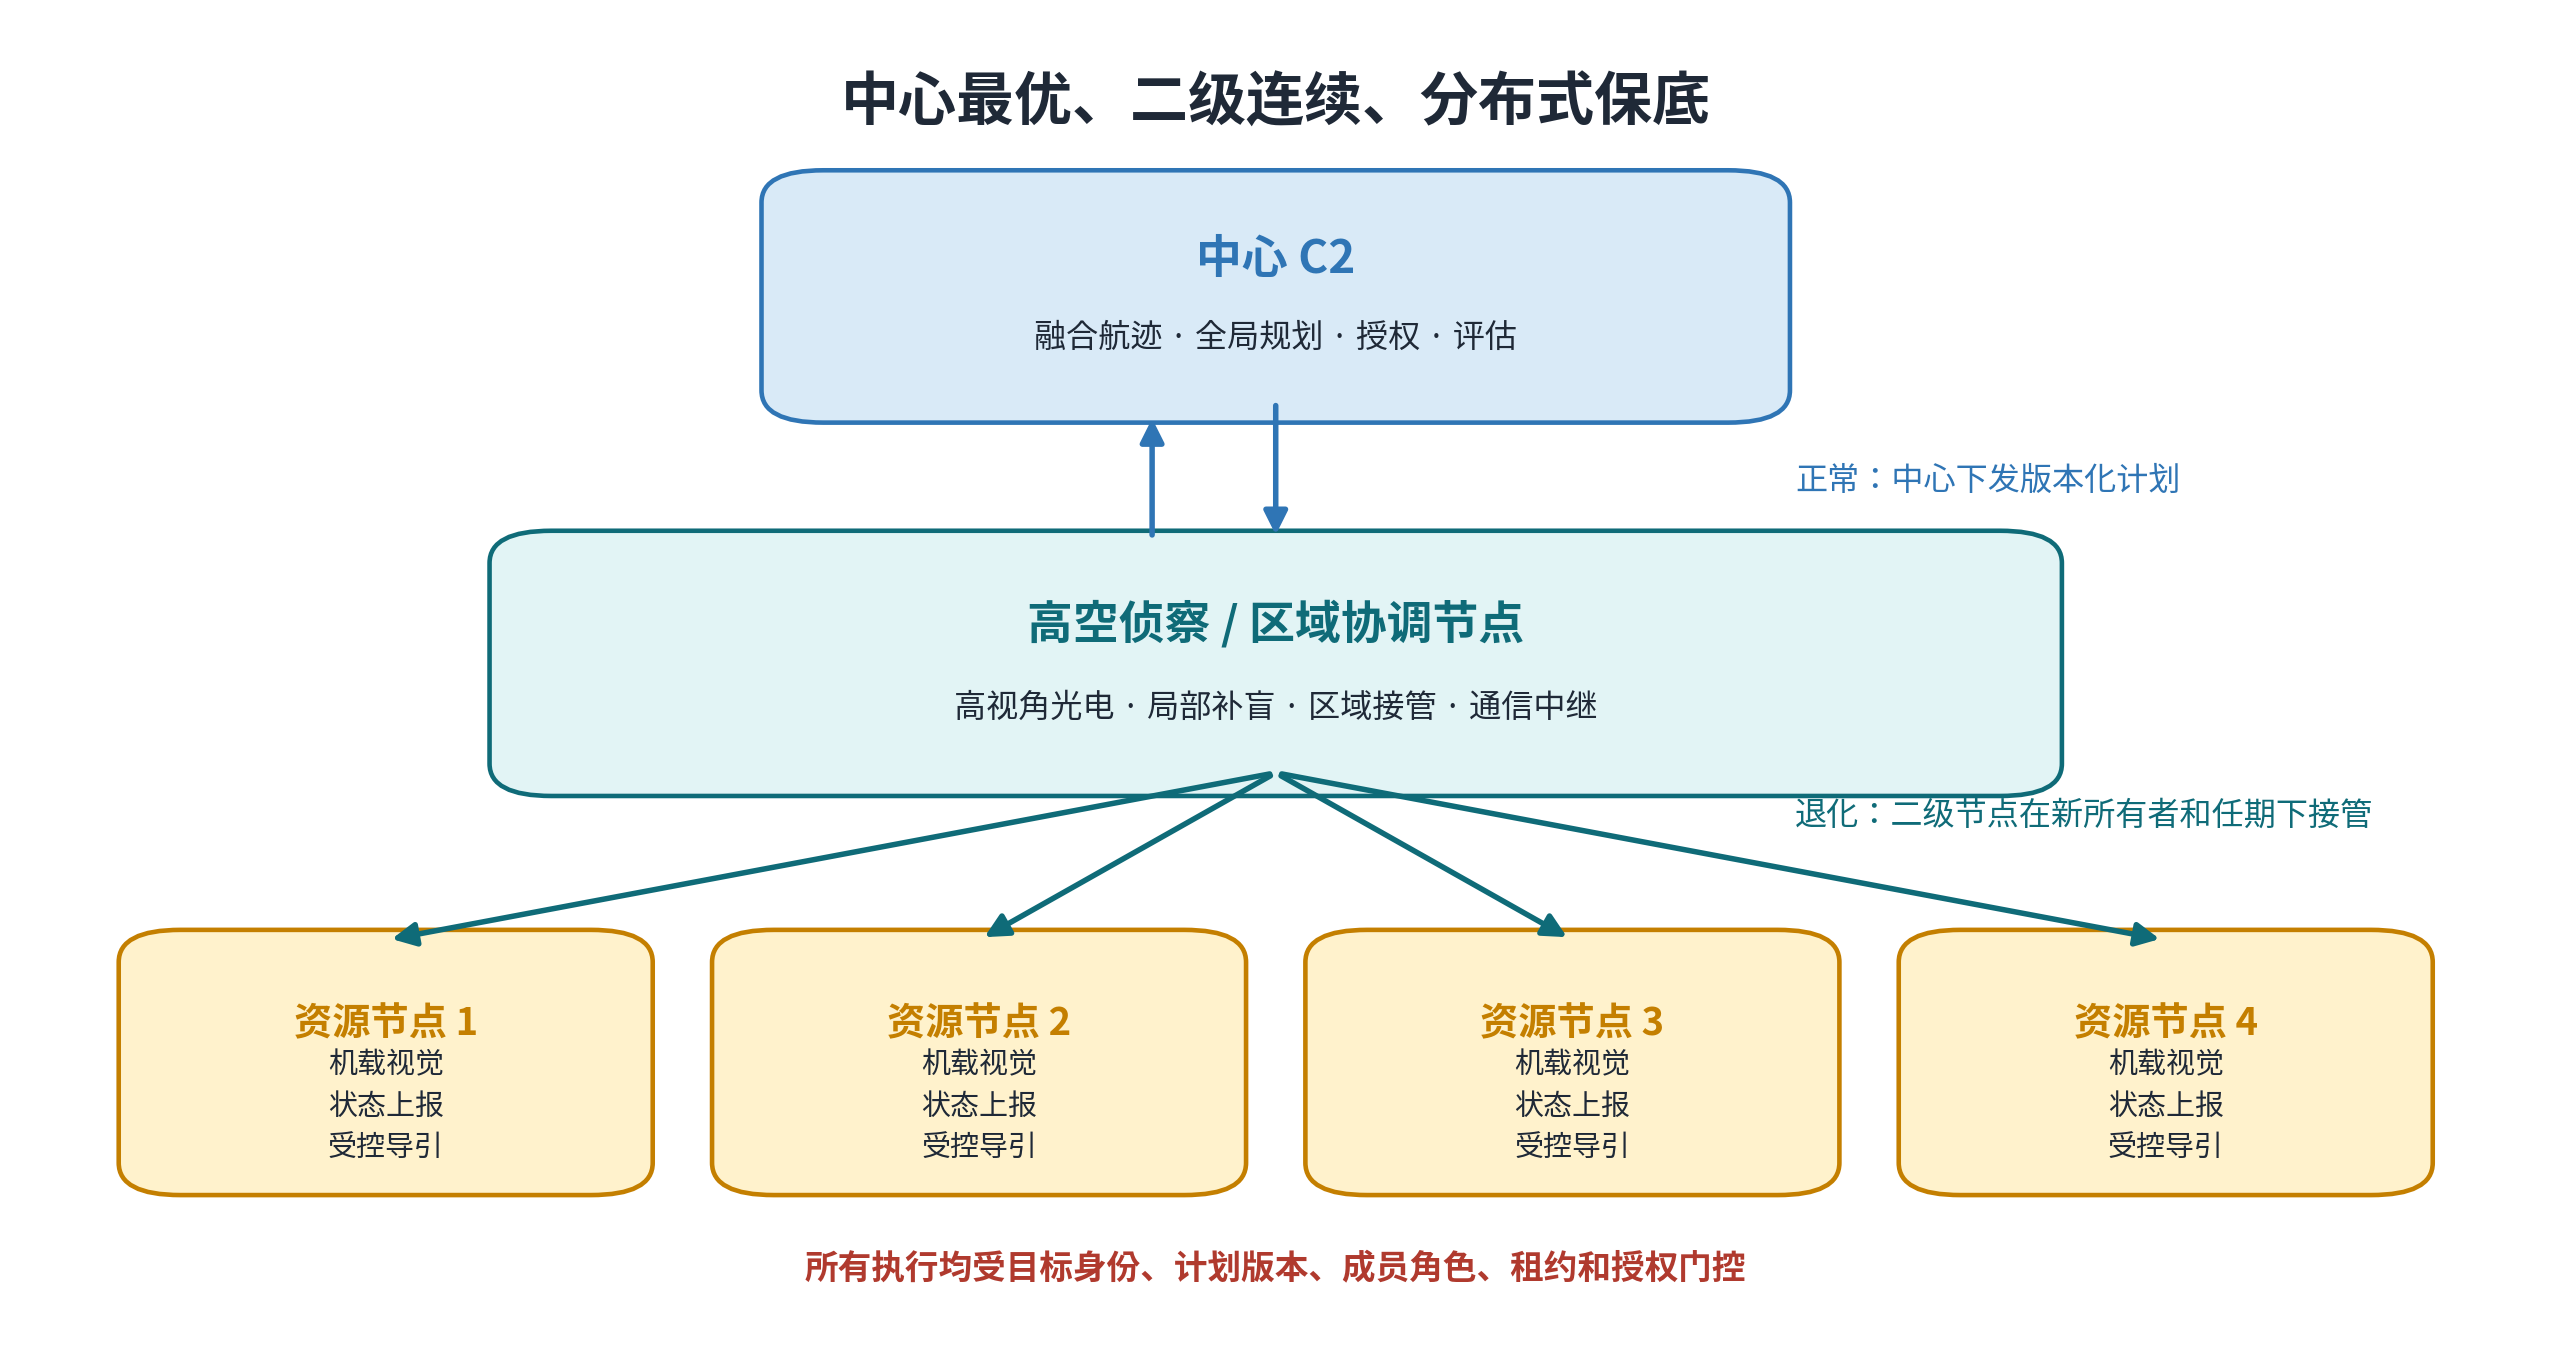 中心最优、二级连续、分布式保底
中心 C2
融合航迹 · 全局规划 · 授权 · 评估
正常：中心下发版本化计划
高空侦察 / 区域协调节点
高视角光电 · 局部补盲 · 区域接管 · 通信中继
退化：二级节点在新所有者和任期下接管
资源节点 1
机载视觉
状态上报
受控导引
资源节点 2
机载视觉
状态上报
受控导引
资源节点 3
机载视觉
状态上报
受控导引
资源节点 4
机载视觉
状态上报
受控导引
所有执行均受目标身份、计划版本、成员角色、租约和授权门控